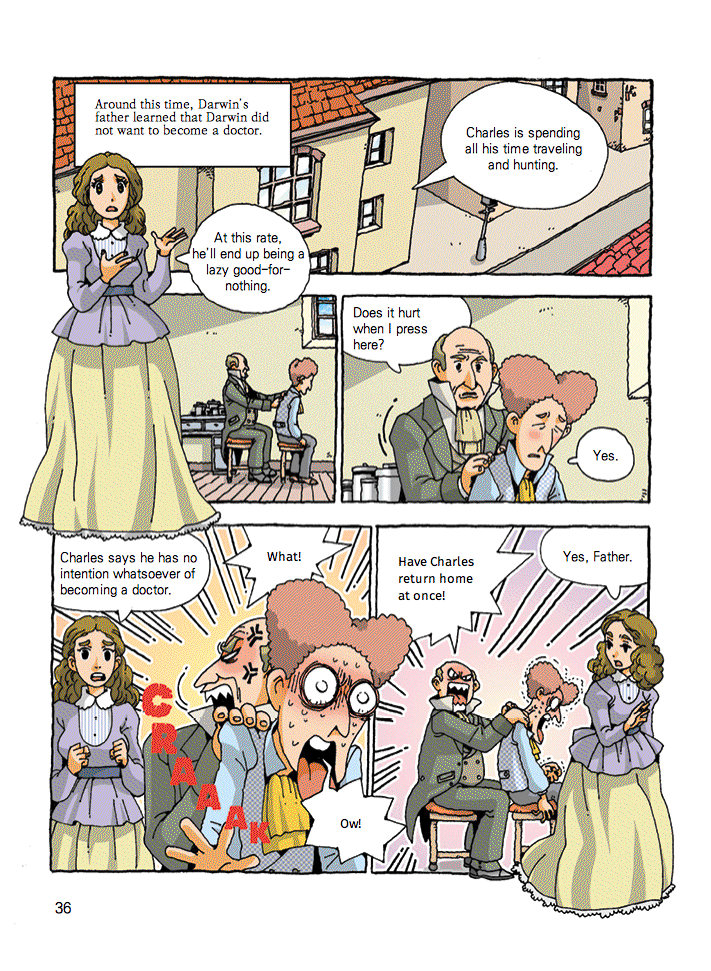 Around this time, Darwin's
father learned that Darwin did
not want to become a doctor.
Charles is spending
all his time traveling
and hunting.
At this rate,
he'll end up being a
lazy good-for-
nothing.
Does it hurt
when I press
here?
Yes.
Charles says he has no
intention whatsoever of
becoming a doctor.
What!
CRAAAAK
Ow!
Have Charles
return home
at once!
Yes, Father.
36